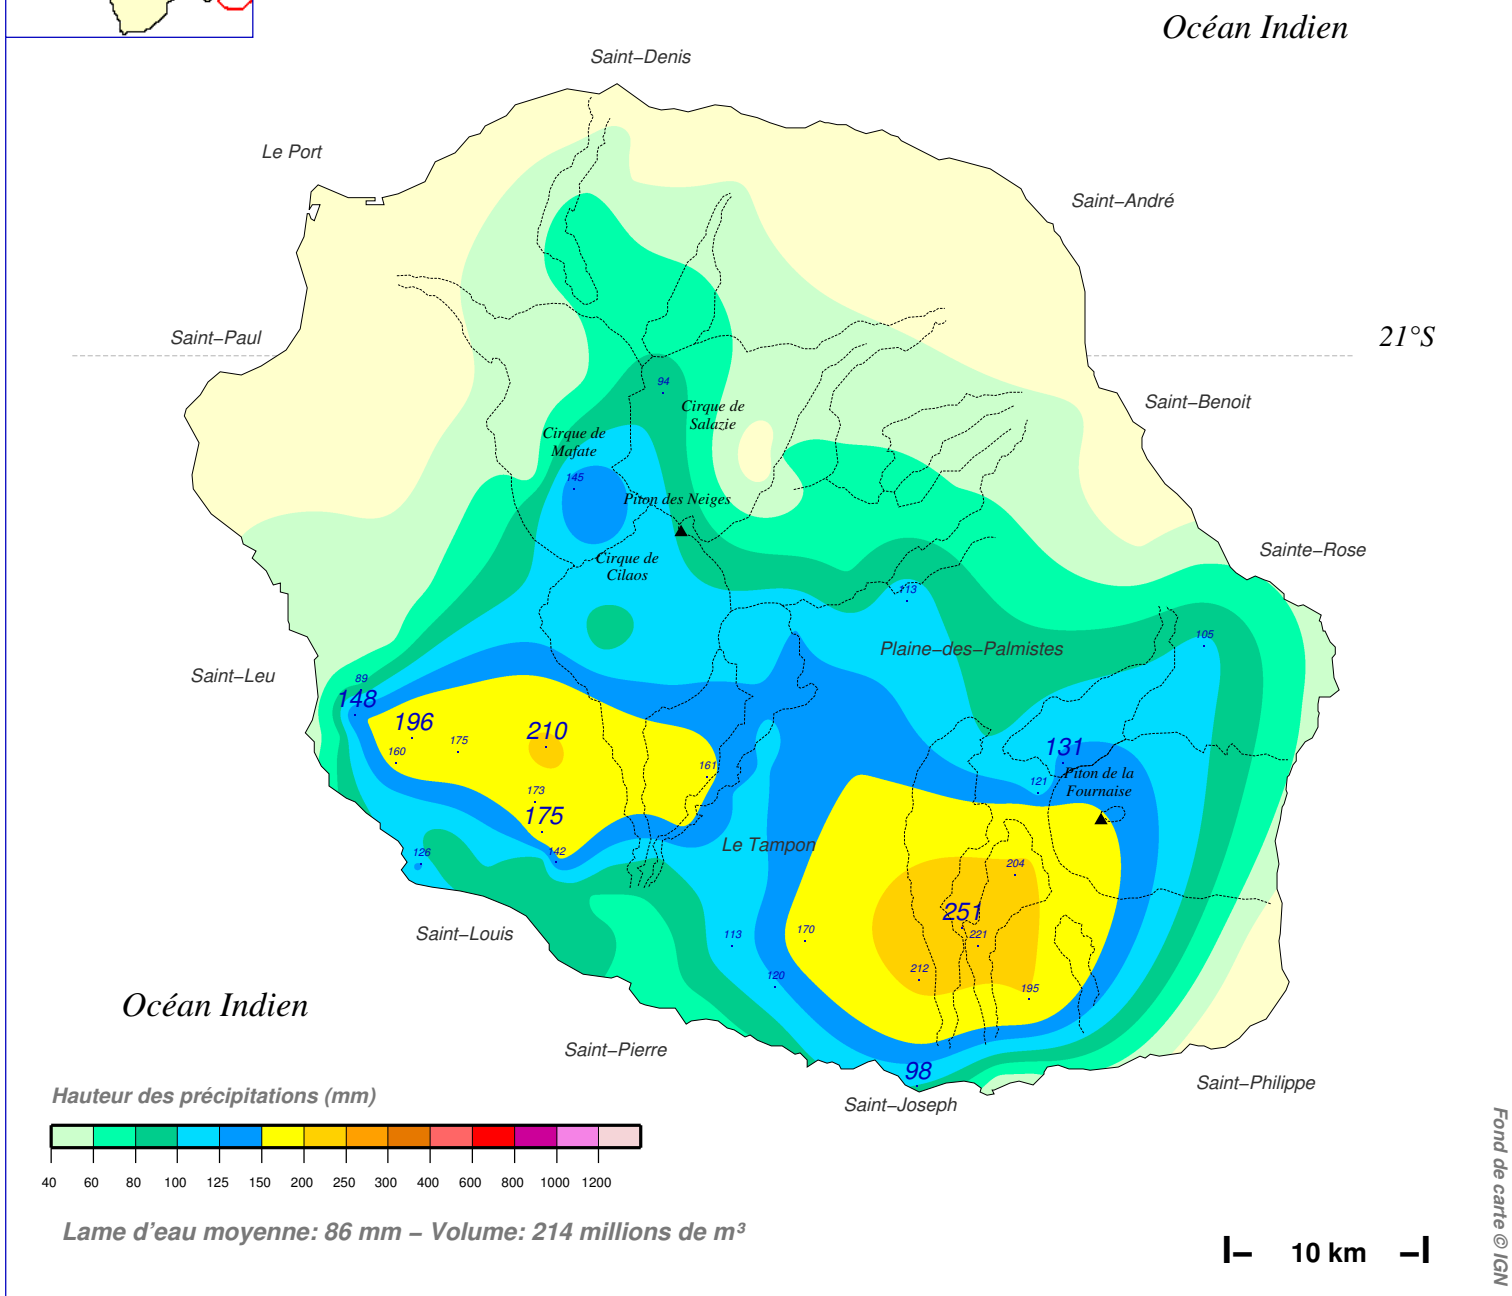 Océan Indien
Saint–Denis
Le Port
Saint–André
21°S
Saint–Paul
94
Cirque de
Salazie
Saint–Benoit
Cirque de
Mafate
145
Piton des Neiges
Sainte–Rose
Cirque de
Cilaos
113
105
Plaine–des–Palmistes
Saint–Leu
89
148
196
210
175
160
161
131
121
Piton de la
Fournaise
173
175
142
126
Le Tampon
204
251
221
170
113
212
120
195
Saint–Louis
Océan Indien
Saint–Pierre
98
Saint–Joseph
Saint–Philippe
Hauteur des précipitations (mm)
40 60 80 100 125 150 200 250 300 400 600 800 1000 1200
Lame d'eau moyenne: 86 mm – Volume: 214 millions de m³
10 km
Fond de carte © IGN